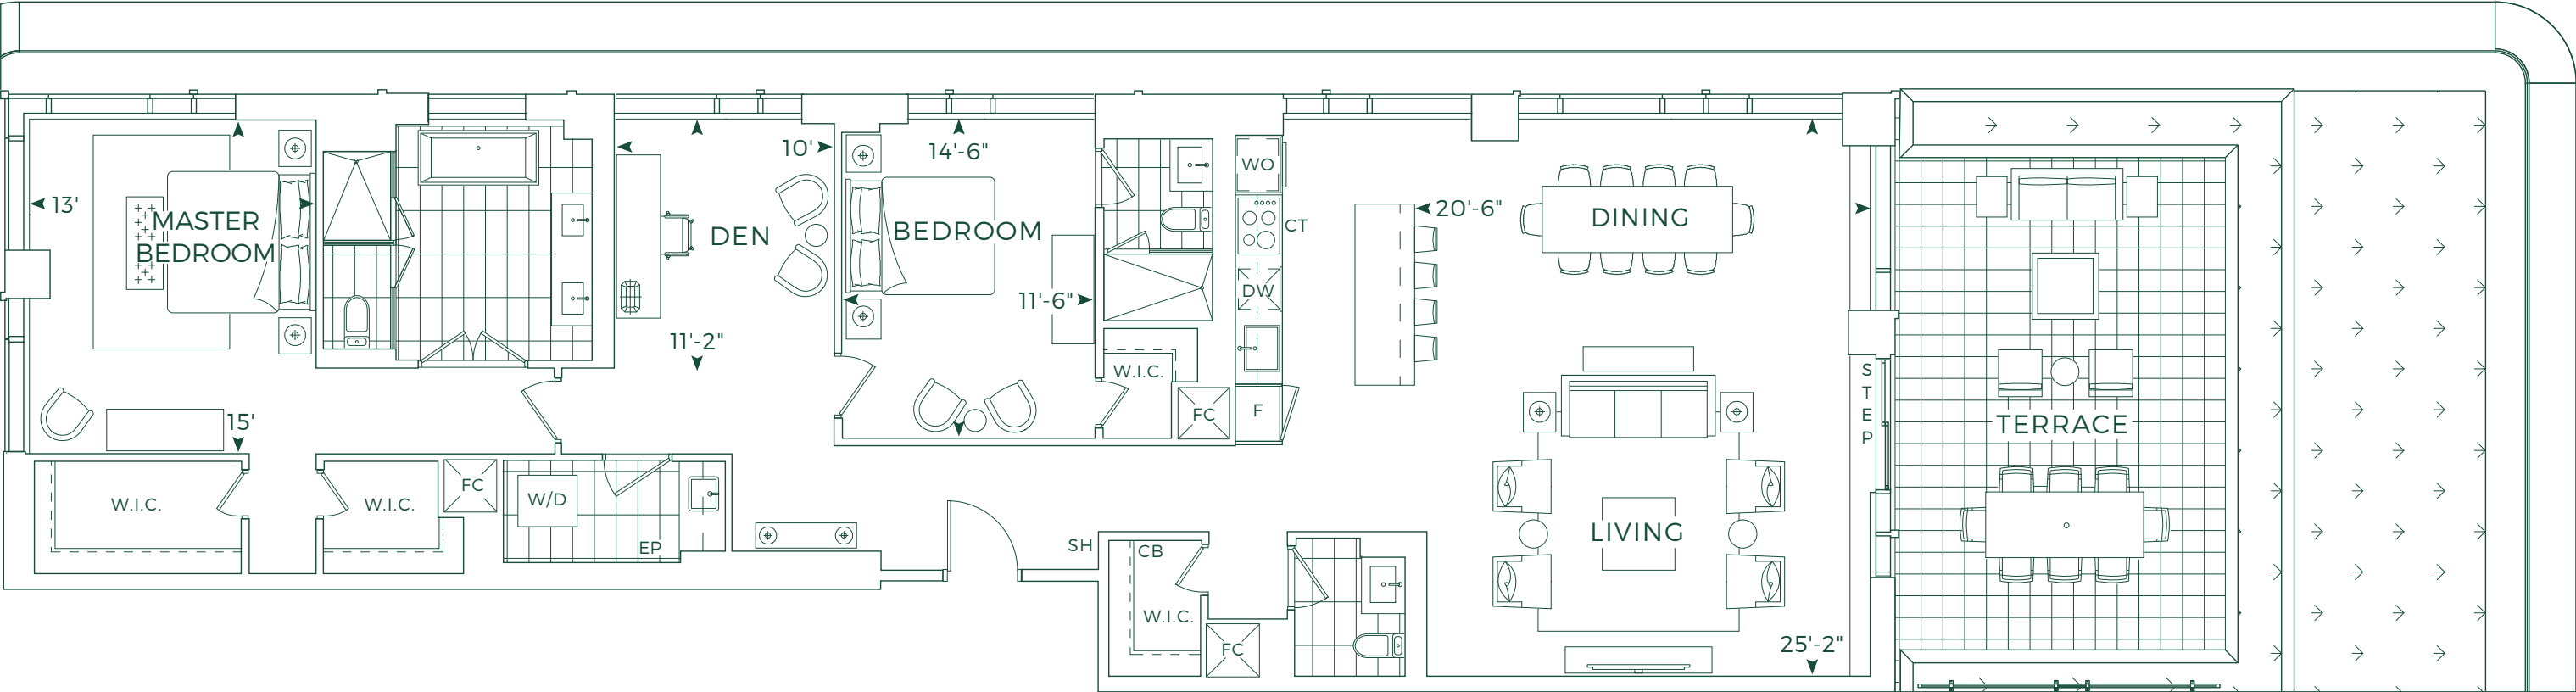 13'
MASTER
BEDROOM
15'
W.I.C.
W.I.C.
FC
W/D
EP
10'
DEN
11'-2"
14'-6"
BEDROOM
11'-6"
W.I.C.
FC
WO
CT
DW
F
20'-6"
DINING
LIVING
25'-2"
SH
CB
W.I.C.
FC
S
T
E
P
TERRACE